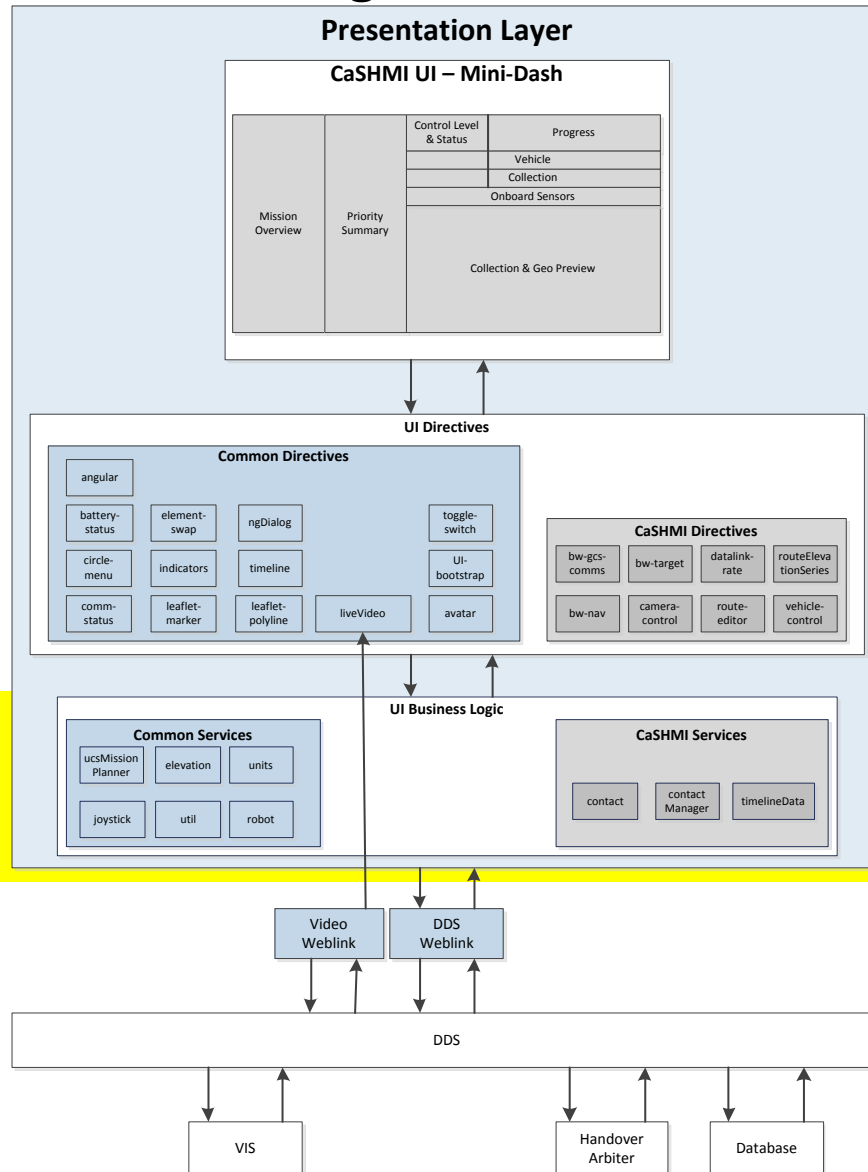 Presentation Layer
CaSHMI UI – Mini-Dash
Mission
Overview
Priority
Summary
Control Level
& Status
Progress
Vehicle
Collection
Onboard Sensors
Collection & Geo Preview
UI Directives
Common Directives
angular
battery-
status
element-
swap
ngDialog
toggle-
switch
circle-
menu
indicators
timeline
UI-
bootstrap
comm-
status
leaflet-
marker
leaflet-
polyline
liveVideo
avatar
CaSHMI Directives
bw-gcs-
comms
bw-target
datalink-
rate
routeEleva
tionSeries
bw-nav
camera-
control
route-
editor
vehicle-
control
UI Business Logic
Common Services
ucsMission
Planner
elevation
units
joystick
util
robot
CaSHMI Services
contact
contact
Manager
timelineData
Video
Weblink
DDS
Weblink
DDS
VIS
Handover
Arbiter
Database